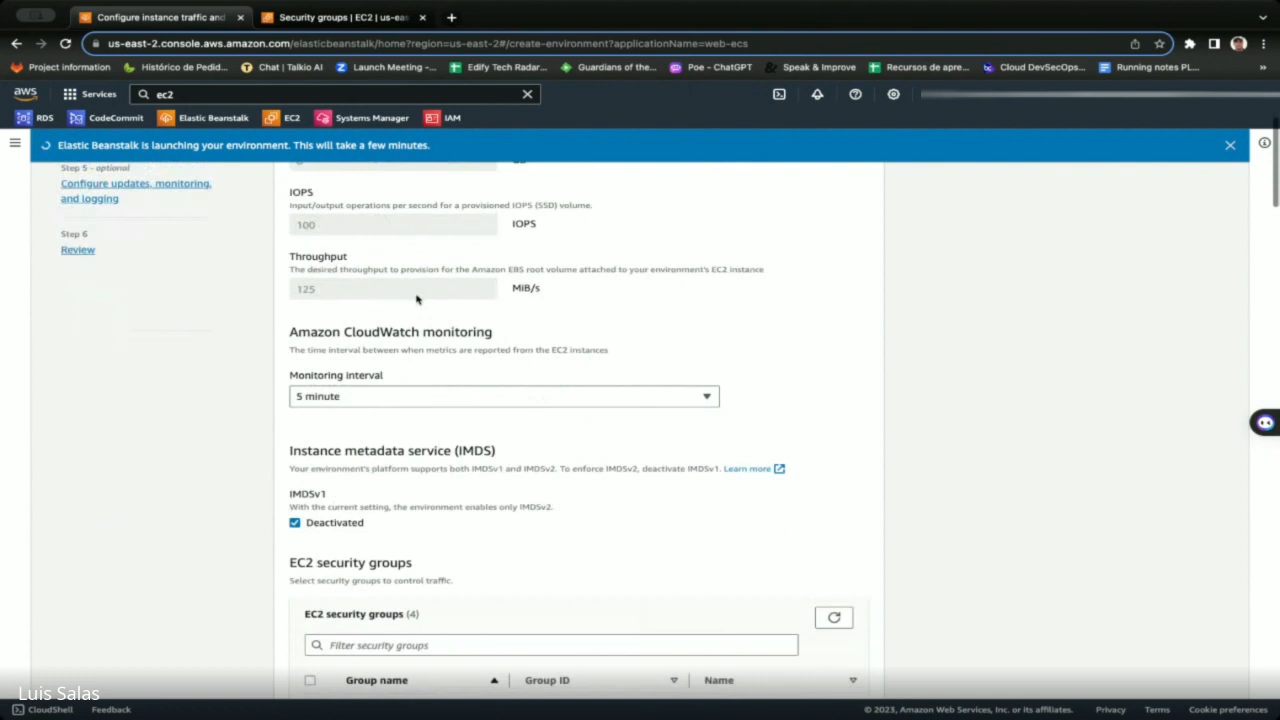 Configure instance traffic and
Security groups | EC2 | us-eas
us-east-2.console.aws.amazon.com/elasticbeanstalk/home?region=us-east-2#/create-environment?applicationName=web-ecs
Project information
Histórico de Pedid...
Chat | Talkio AI
Launch Meeting -...
Edify Tech Radar...
Guardians of the...
Poe - ChatGPT
Speak & Improve
Recursos de apre...
Cloud DevSecOps...
Running notes PL...
aws
Services
ec2
RDS
CodeCommit
Elastic Beanstalk
EC2
Systems Manager
IAM
Elastic Beanstalk is launching your environment. This will take a few minutes.
Step 5 - optional
Configure updates, monitoring,
and logging
Step 6
Review
IOPS
Input/output operations per second for a provisioned IOPS (SSD) volume.
100
IOPS
Throughput
The desired throughput to provision for the Amazon EBS root volume attached to your environment's EC2 instance
125
MiB/s
Amazon CloudWatch monitoring
The time interval between when metrics are reported from the EC2 instances
Monitoring interval
5 minute
Instance metadata service (IMDS)
Your environment's platform supports both IMDSv1 and IMDSv2. To enforce IMDSv2, deactivate IMDSv1. Learn more
IMDSv1
With the current setting, the environment enables only IMDSv2.
Deactivated
EC2 security groups
Select security groups to control traffic.
EC2 security groups (4)
Filter security groups
Group name
Group ID
Name
Luis Salas
CloudShell
Feedback
© 2023, Amazon Web Services, Inc. or its affiliates.
Privacy
Terms
Cookie preferences